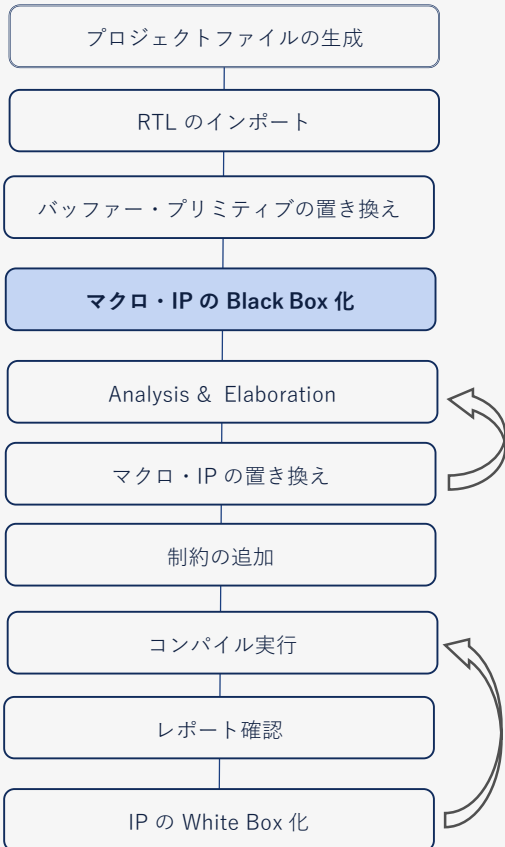 プロジェクトファイルの生成
RTL のインポート
バッファー・プリミティブの置き換え
マクロ・IP の Black Box 化
Analysis & Elaboration
マクロ・IP の置き換え
制約の追加
コンパイル実行
レポート確認
IP の White Box 化